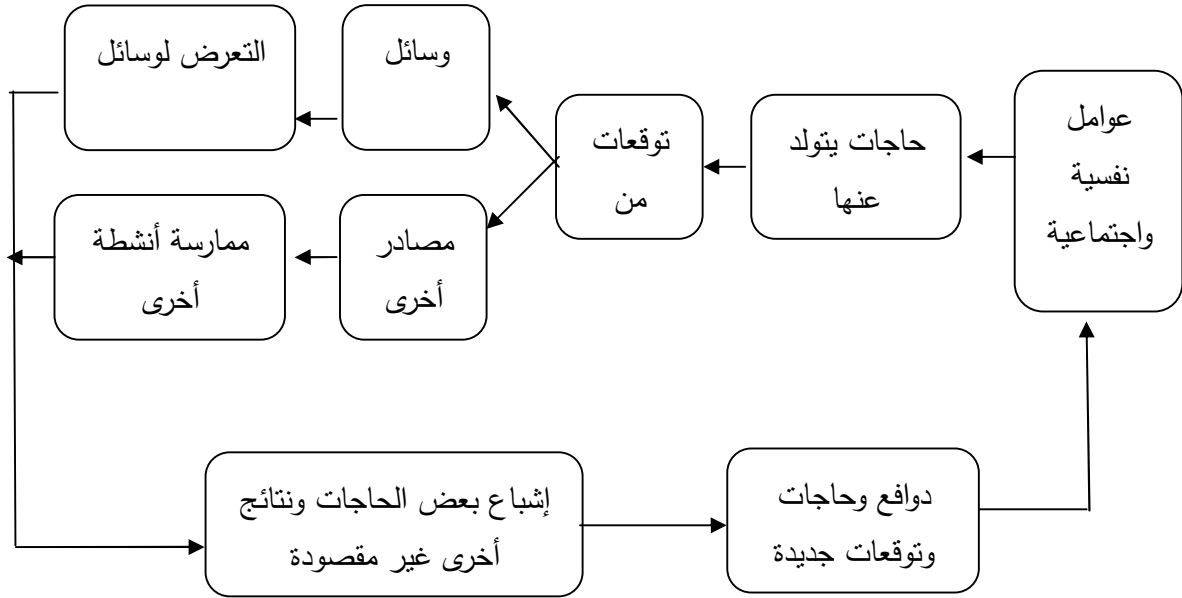 عوامل
نفسية
واجتماعية
حاجات يتولد
عنها
توقعات
من
وسائل
التعرض لوسائل
مصادر
أخرى
ممارسة أنشطة
أخرى
إشباع بعض الحاجات ونتائج
أخرى غير مقصودة
دوافع وحاجات
وتوقعات جديدة